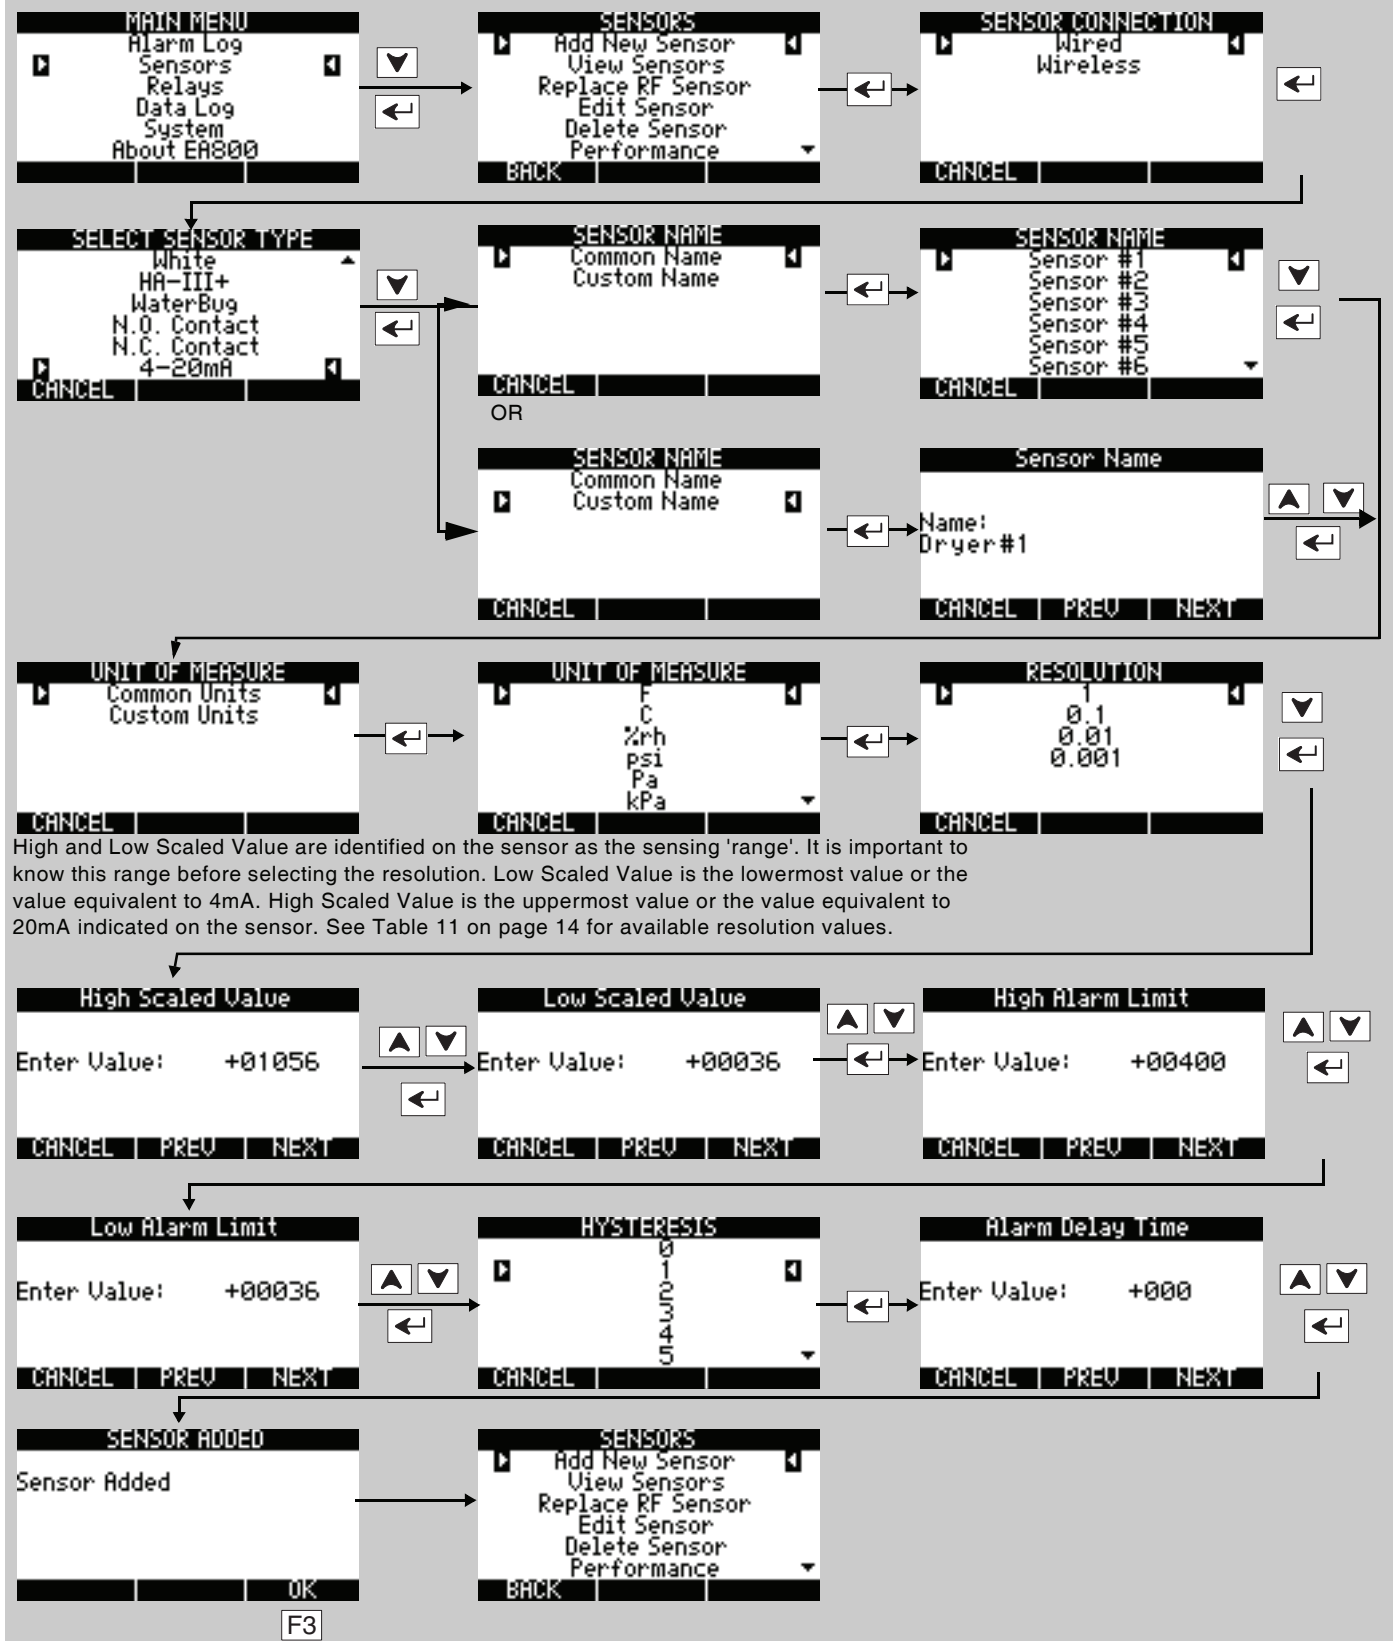 MAIN MENU
Alarm Log
Sensors
Relays
Data Log
System
About EA800
SENSORS
Add New Sensor
View Sensors
Replace RF Sensor
Edit Sensor
Delete Sensor
Performance
BACK
SENSOR CONNECTION
Wired
Wireless
CANCEL
SELECT SENSOR TYPE
White
HA-III+
WaterBug
N.O. Contact
N.C. Contact
4-20mA
CANCEL
SENSOR NAME
Common Name
Custom Name
CANCEL
OR
SENSOR NAME
Sensor #1
Sensor #2
Sensor #3
Sensor #4
Sensor #5
Sensor #6
CANCEL
SENSOR NAME
Common Name
Custom Name
CANCEL
Sensor Name
Name:
Dryer#1
CANCEL PREV NEXT
UNIT OF MEASURE
Common Units
Custom Units
CANCEL
UNIT OF MEASURE
F
C
%rh
psi
Pa
kPa
CANCEL
RESOLUTION
1
0.1
0.01
0.001
CANCEL
High and Low Scaled Value are identified on the sensor as the sensing 'range'. It is important to
know this range before selecting the resolution. Low Scaled Value is the lowermost value or the
value equivalent to 4mA. High Scaled Value is the uppermost value or the value equivalent to
20mA indicated on the sensor. See Table 11 on page 14 for available resolution values.
High Scaled Value
Enter Value: +01056
CANCEL PREV NEXT
Low Scaled Value
Enter Value: +00036
CANCEL PREV NEXT
High Alarm Limit
Enter Value: +00400
CANCEL PREV NEXT
Low Alarm Limit
Enter Value: +00036
CANCEL PREV NEXT
HYSTERESIS
0
1
2
3
4
5
CANCEL
Alarm Delay Time
Enter Value: +000
CANCEL PREV NEXT
SENSOR ADDED
Sensor Added
OK
F3
SENSORS
Add New Sensor
View Sensors
Replace RF Sensor
Edit Sensor
Delete Sensor
Performance
BACK